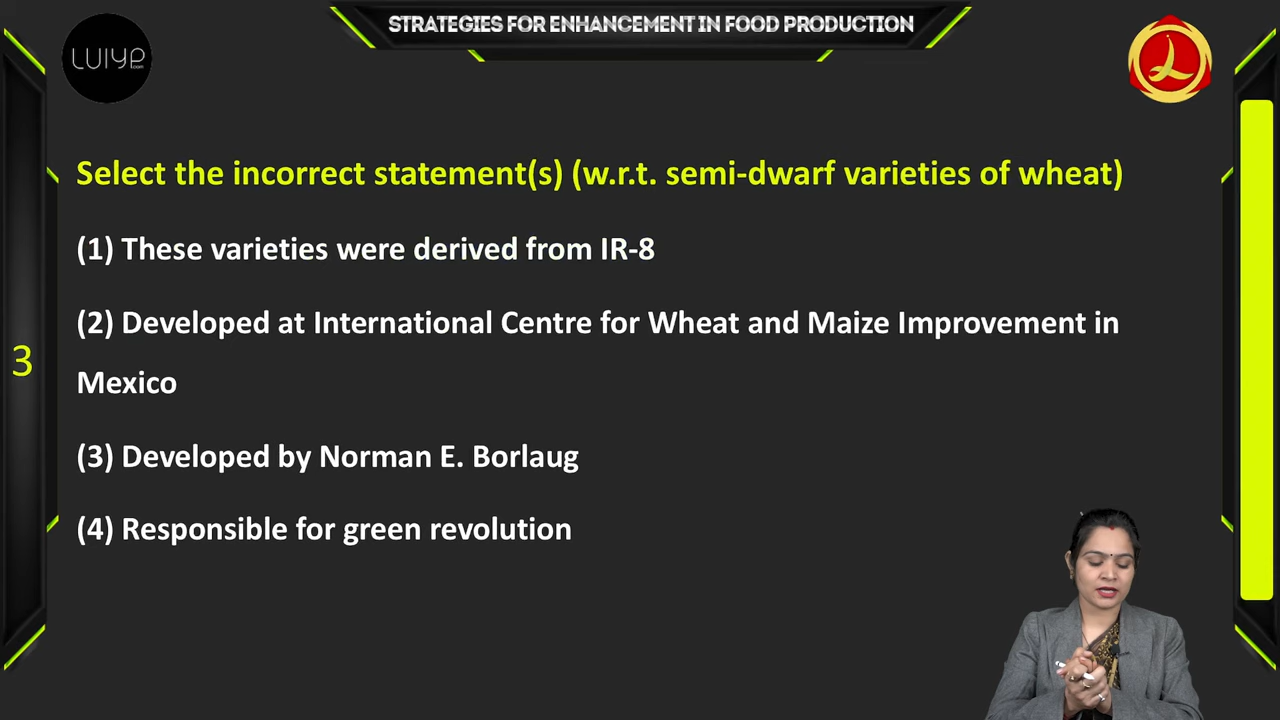 STRATEGIES FOR ENHANCEMENT IN FOOD PRODUCTION
LUIYP
.com
Select the incorrect statement(s) (w.r.t. semi-dwarf varieties of wheat)
(1) These varieties were derived from IR-8
(2) Developed at International Centre for Wheat and Maize Improvement in
Mexico
3
(3) Developed by Norman E. Borlaug
(4) Responsible for green revolution